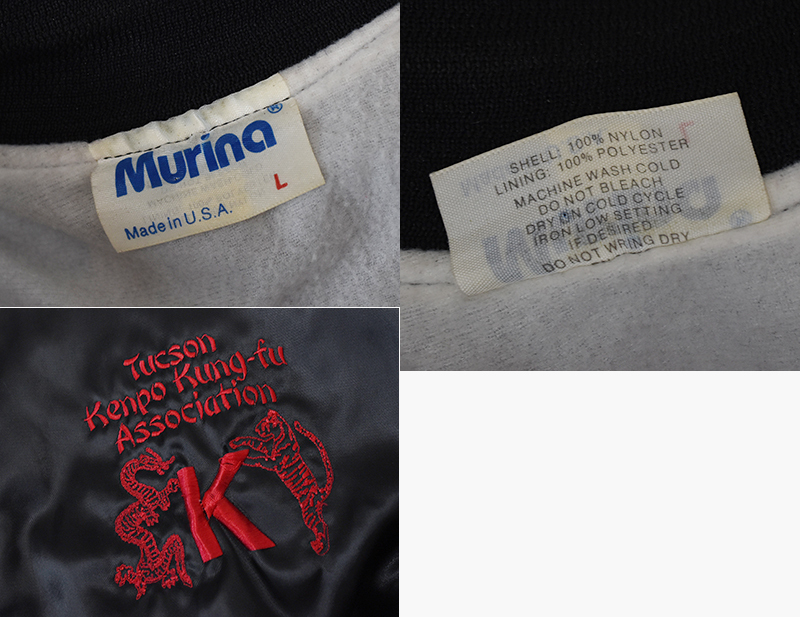 Murina®
L
Made in U.S.A.
SHELL: 100% NYLON
LINING: 100% POLYESTER
MACHINE WASH COLD
DO NOT BLEACH
DRY ON COLD CYCLE
IRON LOW SETTING
IF DESIRED
DO NOT WRING DRY
Tucson
Kenpo Kung-fu
Association
K